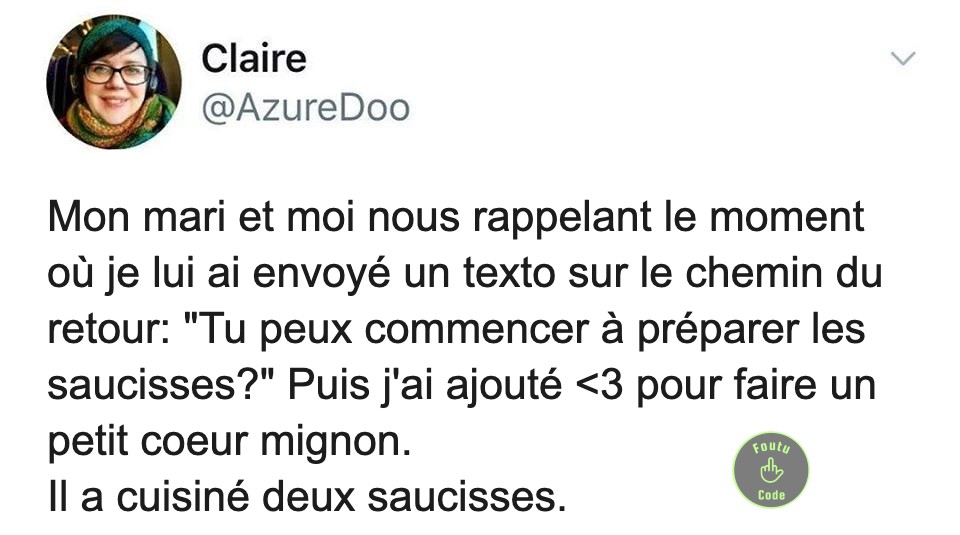 Claire
@AzureDoo
Mon mari et moi nous rappelant le moment
où je lui ai envoyé un texto sur le chemin du
retour: "Tu peux commencer à préparer les
saucisses?" Puis j'ai ajouté <3 pour faire un
petit coeur mignon.
Il a cuisiné deux saucisses.
Foutu
Code